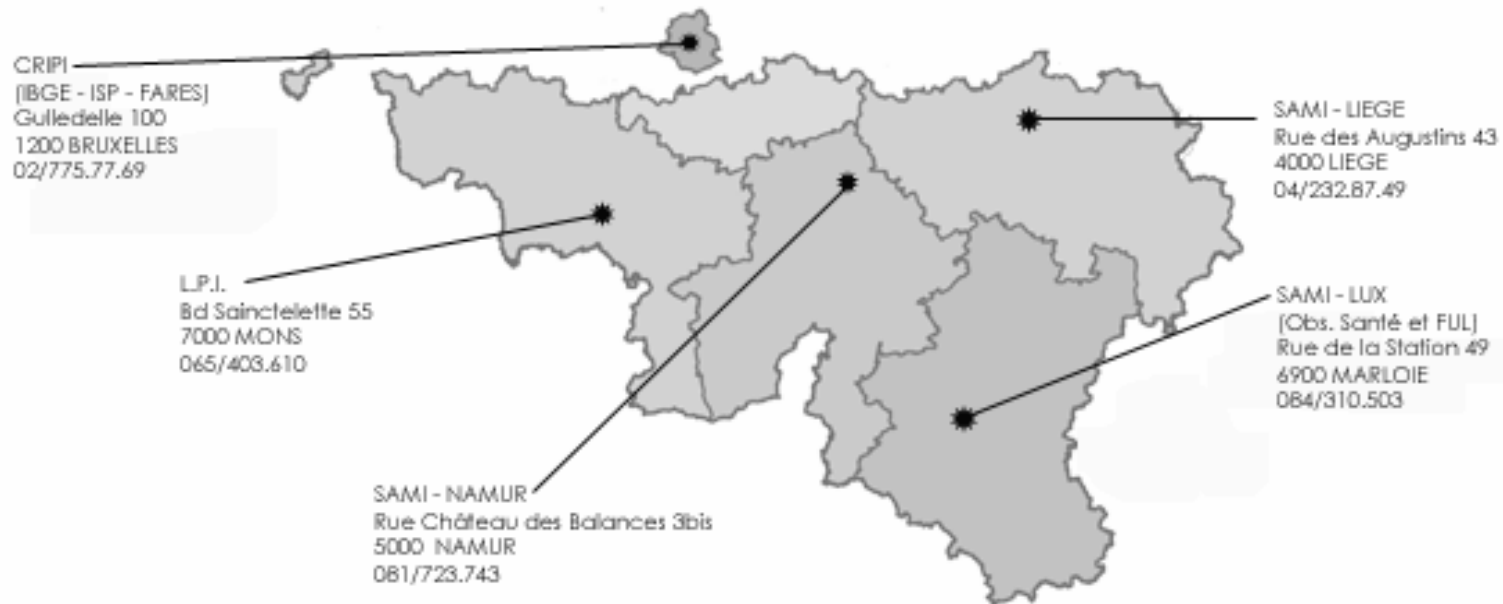 CRIPI
(IBGE - ISP - FARES)
Gulledelle 100
1200 BRUXELLES
02/775.77.69
SAMI - LIEGE
Rue des Augustins 43
4000 LIEGE
04/232.87.49
L.P.I.
Bd Sainctelette 55
7000 MONS
065/403.610
SAMI - LUX
(Obs. Santé et FUL)
Rue de la Station 49
6900 MARLOIE
084/310.503
SAMI - NAMUR
Rue Château des Balances 3bis
5000 NAMUR
081/723.743